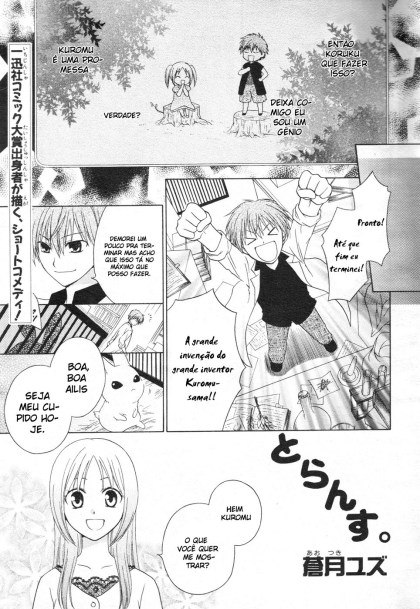 ENTÃO
KORUKU
QUE FAZER
ISSO?
KUROMU
É UMA PRO-
MESSA
DEIXA CO-
MIGO EU
SOU UM
GÊNIO
VERDADE?
一迅社コミック大賞出身者が描く、ショートコメディ!
Pronto!
Até que
fim eu
terminei!
DEMOREI UM
POUCO PRA TER-
MINAR MAS ACHO
QUE ISSO TÁ NO
MÁXIMO QUE
POSSO FAZER.
A grande
invenção do
grande inventor
Kuromu-
sama!!
BOA,
BOA
AILIS
SEJA
MEU CU-
PIDO HO-
JE.
とらんす。
あお つき
蒼月ユズ
HEIM
KUROMU
O QUE
VOCÊ QUER
ME MOS-
TRAR?